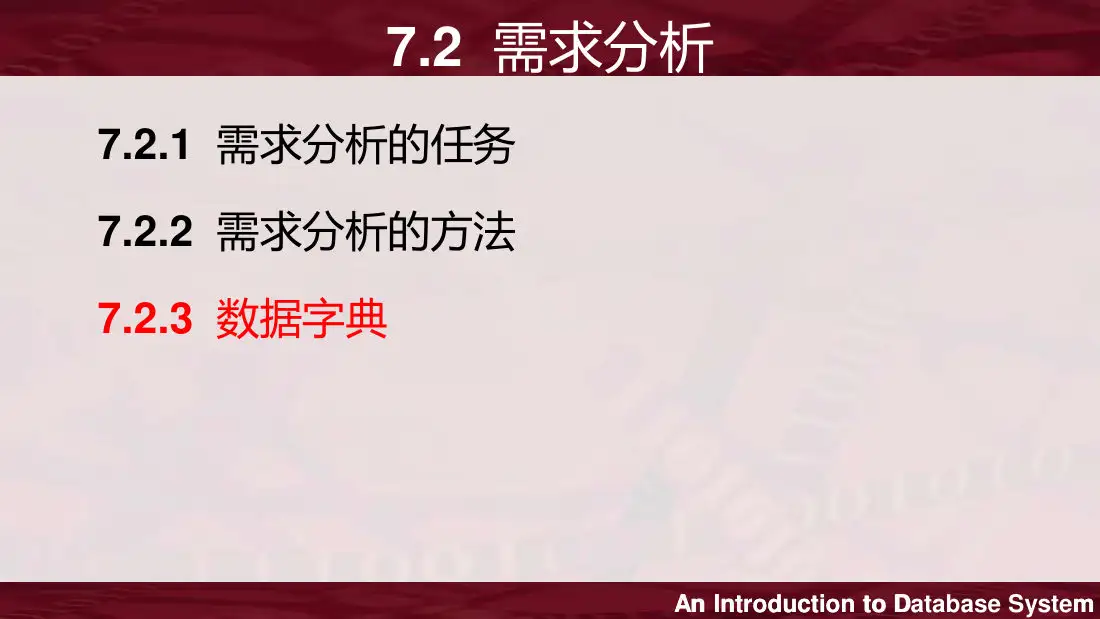 7.2 需求分析
7.2.1 需求分析的任务
7.2.2 需求分析的方法
7.2.3 数据字典
An Introduction to Database System